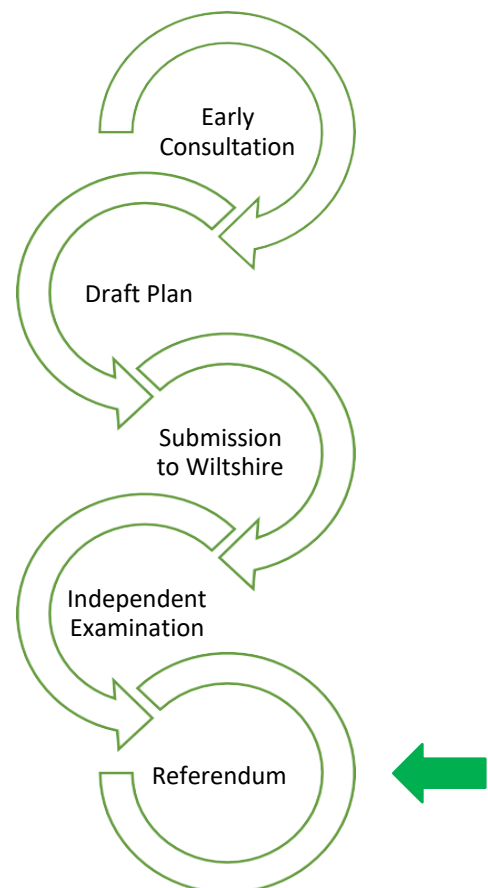 Early
Consultation
Draft Plan
Submission
to Wiltshire
Independent
Examination
Referendum